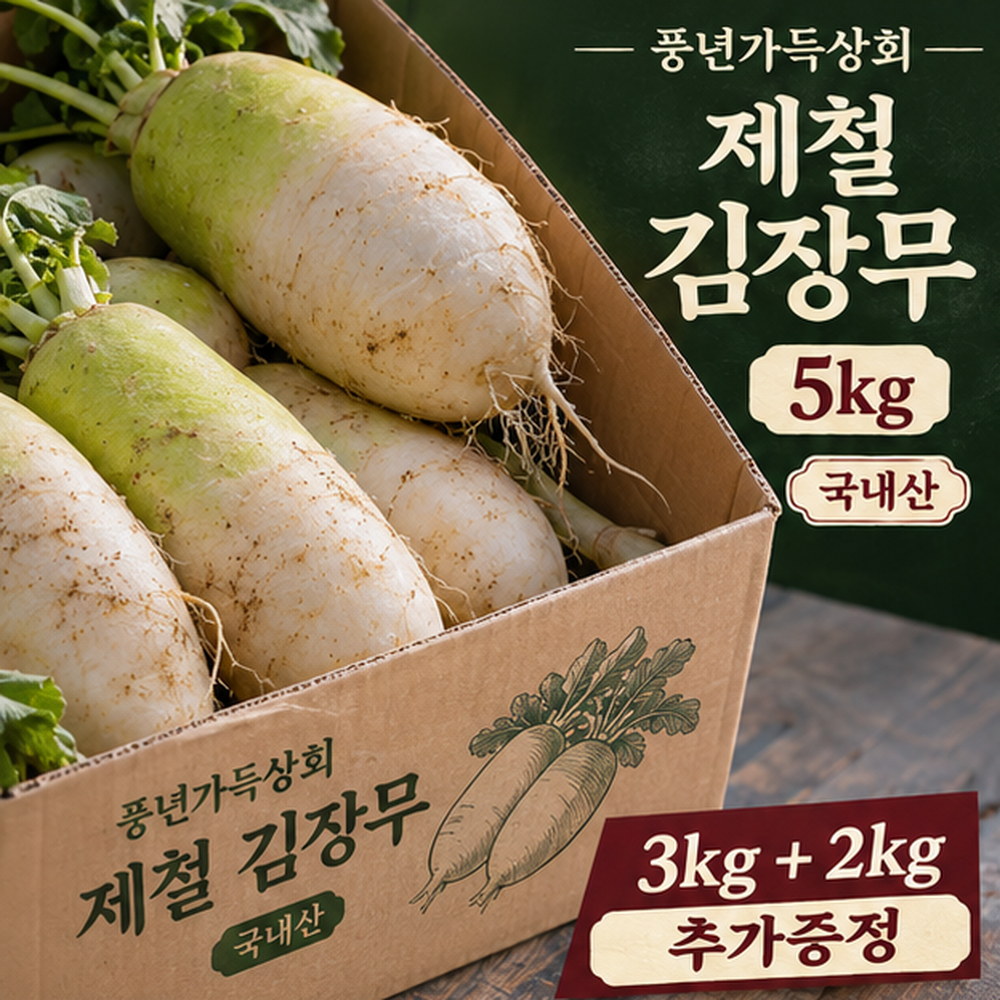 풍년가득상회
제철
김장무
5kg
국내산
풍년가득상회
제철 김장무
국내산
3kg + 2kg
추가증정